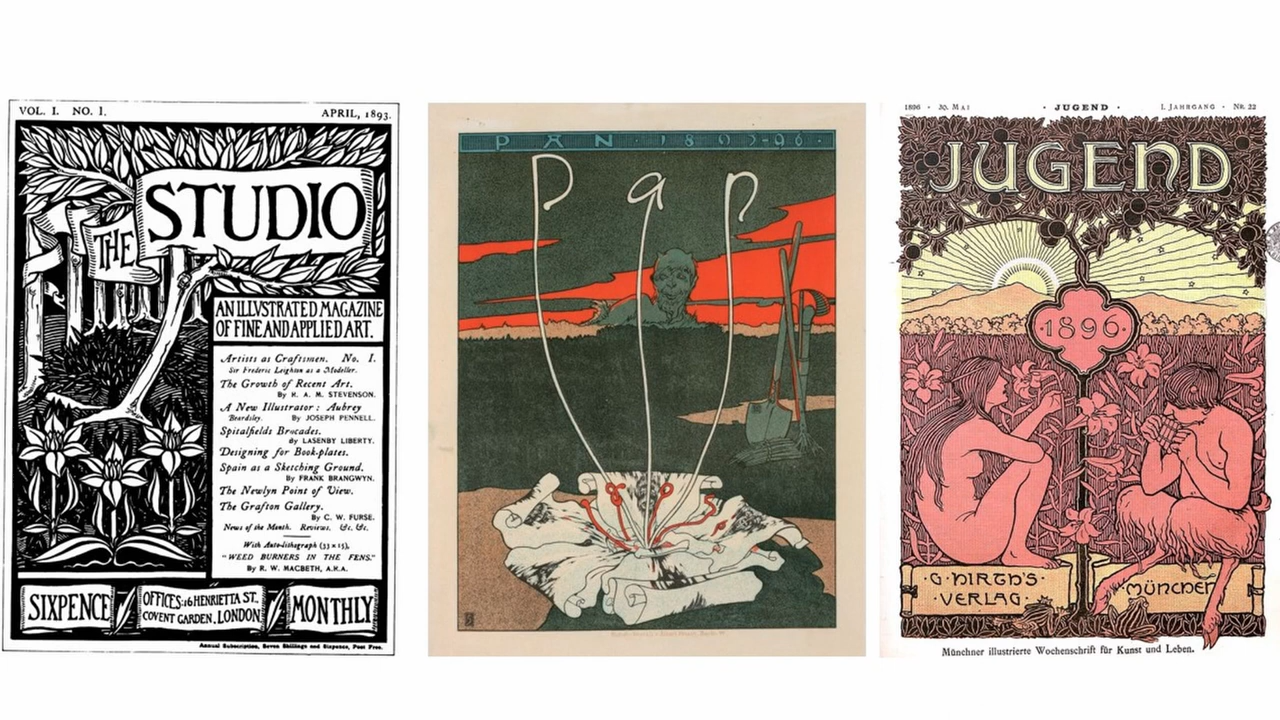 VOL. I. NO. 1. APRIL, 1893.
THE STUDIO
AN ILLVSTRATED MAGAZINE
OF FINE AND APPLIED ART.
Artists as Craftsmen. No. I.
Sir Frederic Leighton as a Modeller.
The Growth of Recent Art.
By R. A. M. STEVENSON.
A New Illustrator: Aubrey
Beardsley. By JOSEPH PENNELL.
Spitalfields Brocades.
By LASENBY LIBERTY.
Designing for Book-plates.
Spain as a Sketching Ground.
By FRANK BRANGWYN.
The Newlyn Point of View.
The Grafton Gallery.
By C. W. FURSE.
News of the Month. Reviews. &c. &c.
With Auto-lithograph (33 × 15),
"WEED BURNERS IN THE FENS."
By R. W. MACBETH, A.R.A.
SIXPENCE
OFFICES: 16 HENRIETTA ST.,
COVENT GARDEN. LONDON
MONTHLY
Annual Subscription, Seven Shillings and Sixpence, Post Free.
PAN · 1895-96 ·
Pan
1896 · 30. MAI · JUGEND · I. JAHRGANG · NR. 22
JUGEND
·1896·
·G·HIRTH'S·
·VERLAG·
·MÜNCHEN
Münchner illustrierte Wochenschrift für Kunst und Leben.